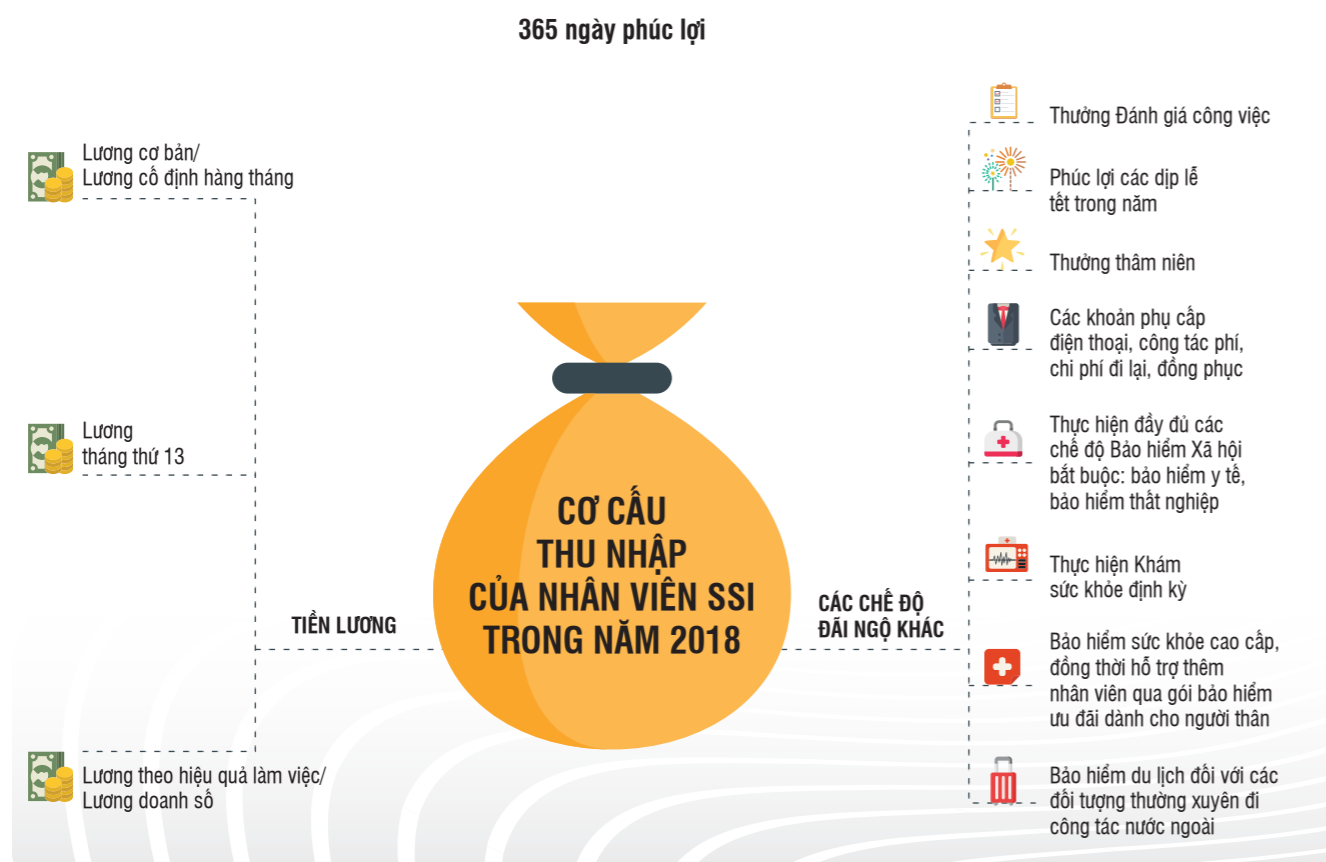 365 ngày phúc lợi
Lương cơ bản/
Lương cố định hàng tháng
Lương
tháng thứ 13
Lương theo hiệu quả làm việc/
Lương doanh số
TIỀN LƯƠNG
CƠ CẤU
THU NHẬP
CỦA NHÂN VIÊN SSI
TRONG NĂM 2018
CÁC CHẾ ĐỘ
ĐÃI NGỘ KHÁC
Thưởng Đánh giá công việc
Phúc lợi các dịp lễ
tết trong năm
Thưởng thâm niên
Các khoản phụ cấp
điện thoại, công tác phí,
chi phí đi lại, đồng phục
Thực hiện đầy đủ các
chế độ Bảo hiểm Xã hội
bắt buộc: bảo hiểm y tế,
bảo hiểm thất nghiệp
Thực hiện Khám
sức khỏe định kỳ
Bảo hiểm sức khỏe cao cấp,
đồng thời hỗ trợ thêm
nhân viên qua gói bảo hiểm
ưu đãi dành cho người thân
Bảo hiểm du lịch đối với các
đối tượng thường xuyên đi
công tác nước ngoài